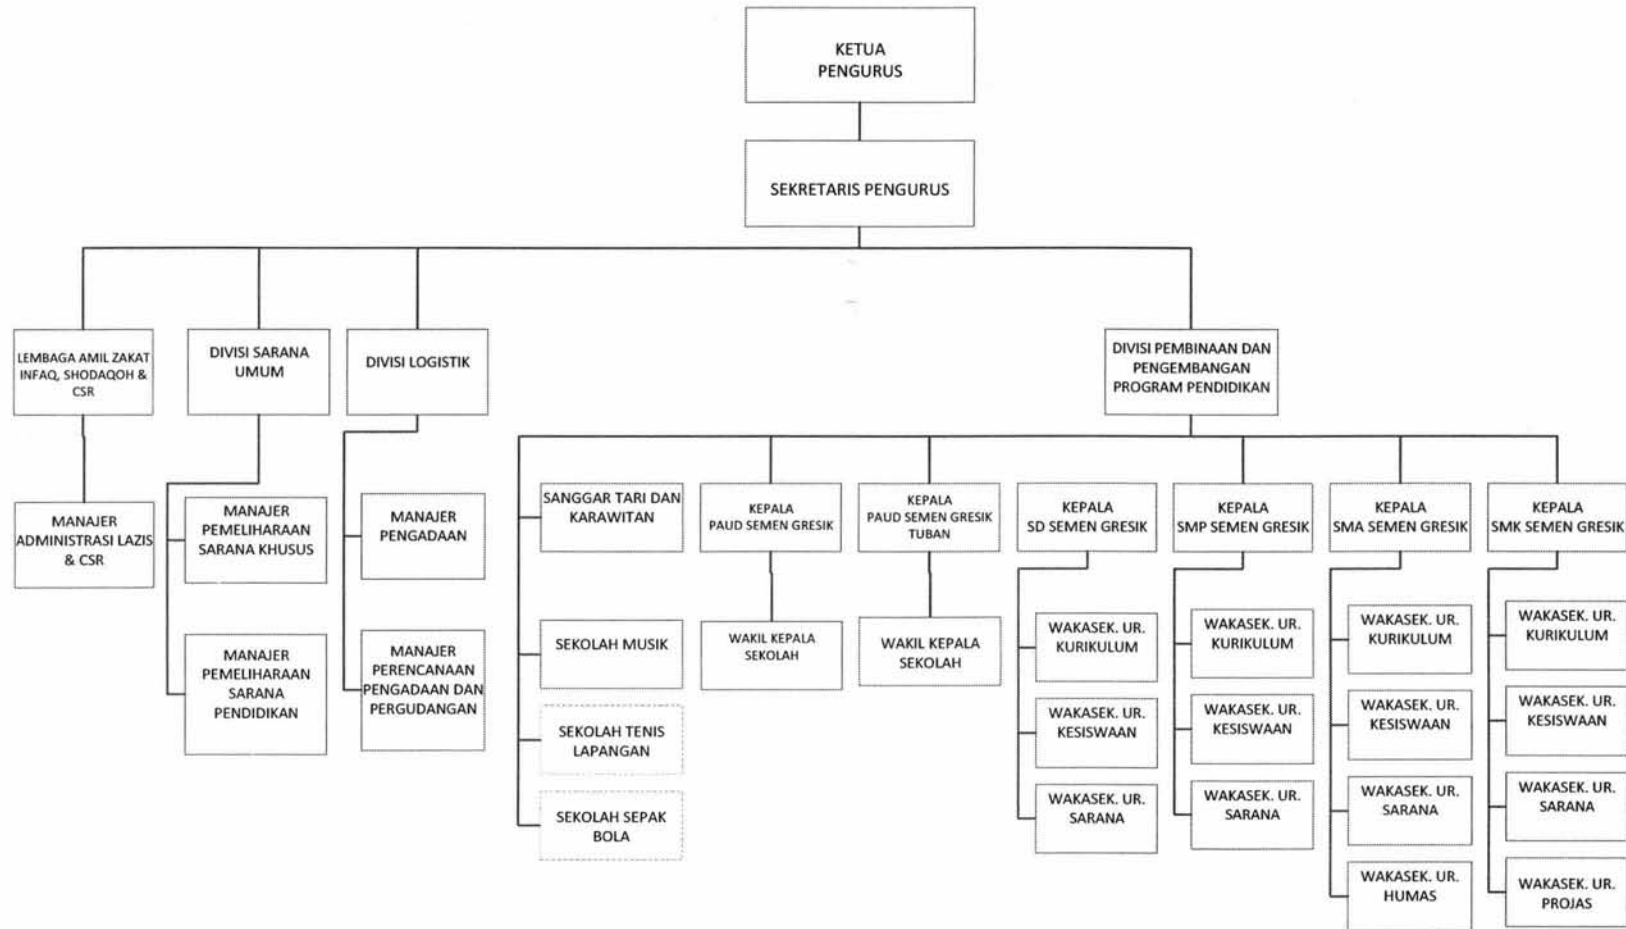 KETUA
PENGURUS
SEKRETARIS PENGURUS
LEMBAGA AMIL ZAKAT
INFAQ, SHODAQOH &
CSR
DIVISI SARANA
UMUM
DIVISI LOGISTIK
DIVISI PEMBINAAN DAN
PENGEMBANGAN
PROGRAM PENDIDIKAN
MANAJER
ADMINISTRASI LAZIS
& CSR
MANAJER
PEMELIHARAAN
SARANA KHUSUS
MANAJER
PEMELIHARAAN
SARANA
PENDIDIKAN
MANAJER
PENGADAAN
MANAJER
PERENCANAAN
PENGADAAN DAN
PERGUDANGAN
SANGGAR TARI DAN
KARAWITAN
SEKOLAH MUSIK
SEKOLAH TENIS
LAPANGAN
SEKOLAH SEPAK
BOLA
KEPALA
PAUD SEMEN GRESIK
WAKIL KEPALA
SEKOLAH
KEPALA
PAUD SEMEN GRESIK
TUBAN
WAKIL KEPALA
SEKOLAH
KEPALA
SD SEMEN GRESIK
WAKASEK. UR.
KURIKULUM
WAKASEK. UR.
KESISWAAN
WAKASEK. UR.
SARANA
KEPALA
SMP SEMEN GRESIK
WAKASEK. UR.
KURIKULUM
WAKASEK. UR.
KESISWAAN
WAKASEK. UR.
SARANA
KEPALA
SMA SEMEN GRESIK
WAKASEK. UR.
KURIKULUM
WAKASEK. UR.
KESISWAAN
WAKASEK. UR.
SARANA
WAKASEK. UR.
HUMAS
KEPALA
SMK SEMEN GRESIK
WAKASEK. UR.
KURIKULUM
WAKASEK. UR.
KESISWAAN
WAKASEK. UR.
SARANA
WAKASEK. UR.
PROJAS